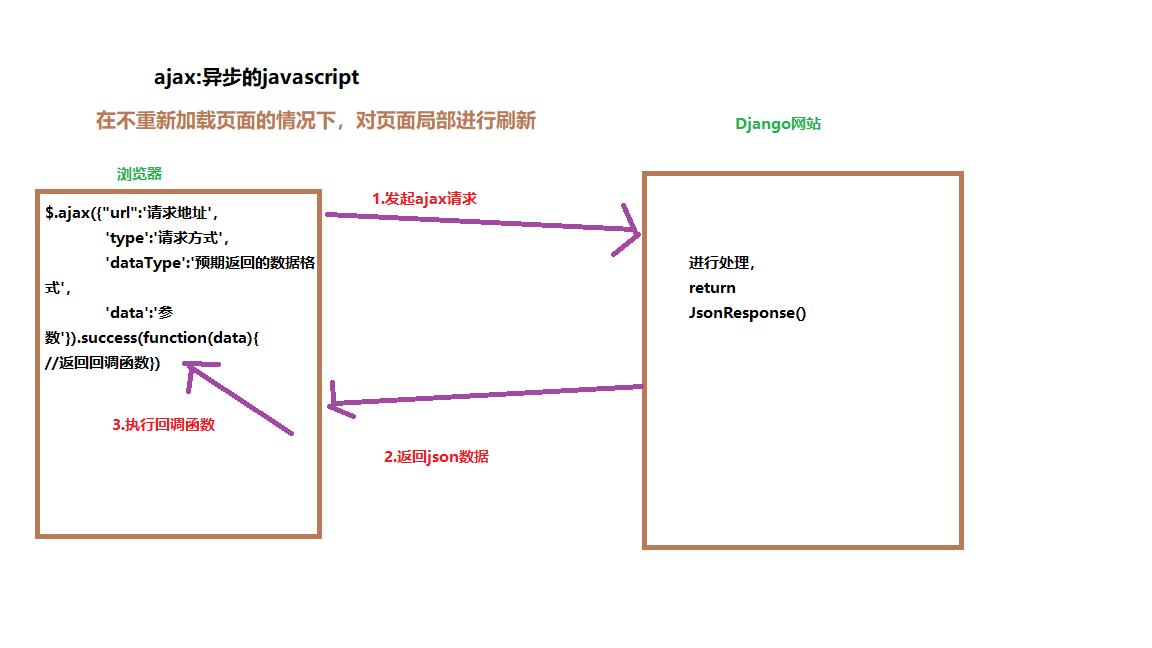 ajax:异步的javascript
在不重新加载页面的情况下，对页面局部进行刷新
Django网站
浏览器
1.发起ajax请求
$.ajax({"url":'请求地址',
'type':'请求方式',
'dataType':'预期返回的数据格
式',
'data':'参
数'}).success(function(data){
//返回回调函数})
进行处理，
return
JsonResponse()
3.执行回调函数
2.返回json数据